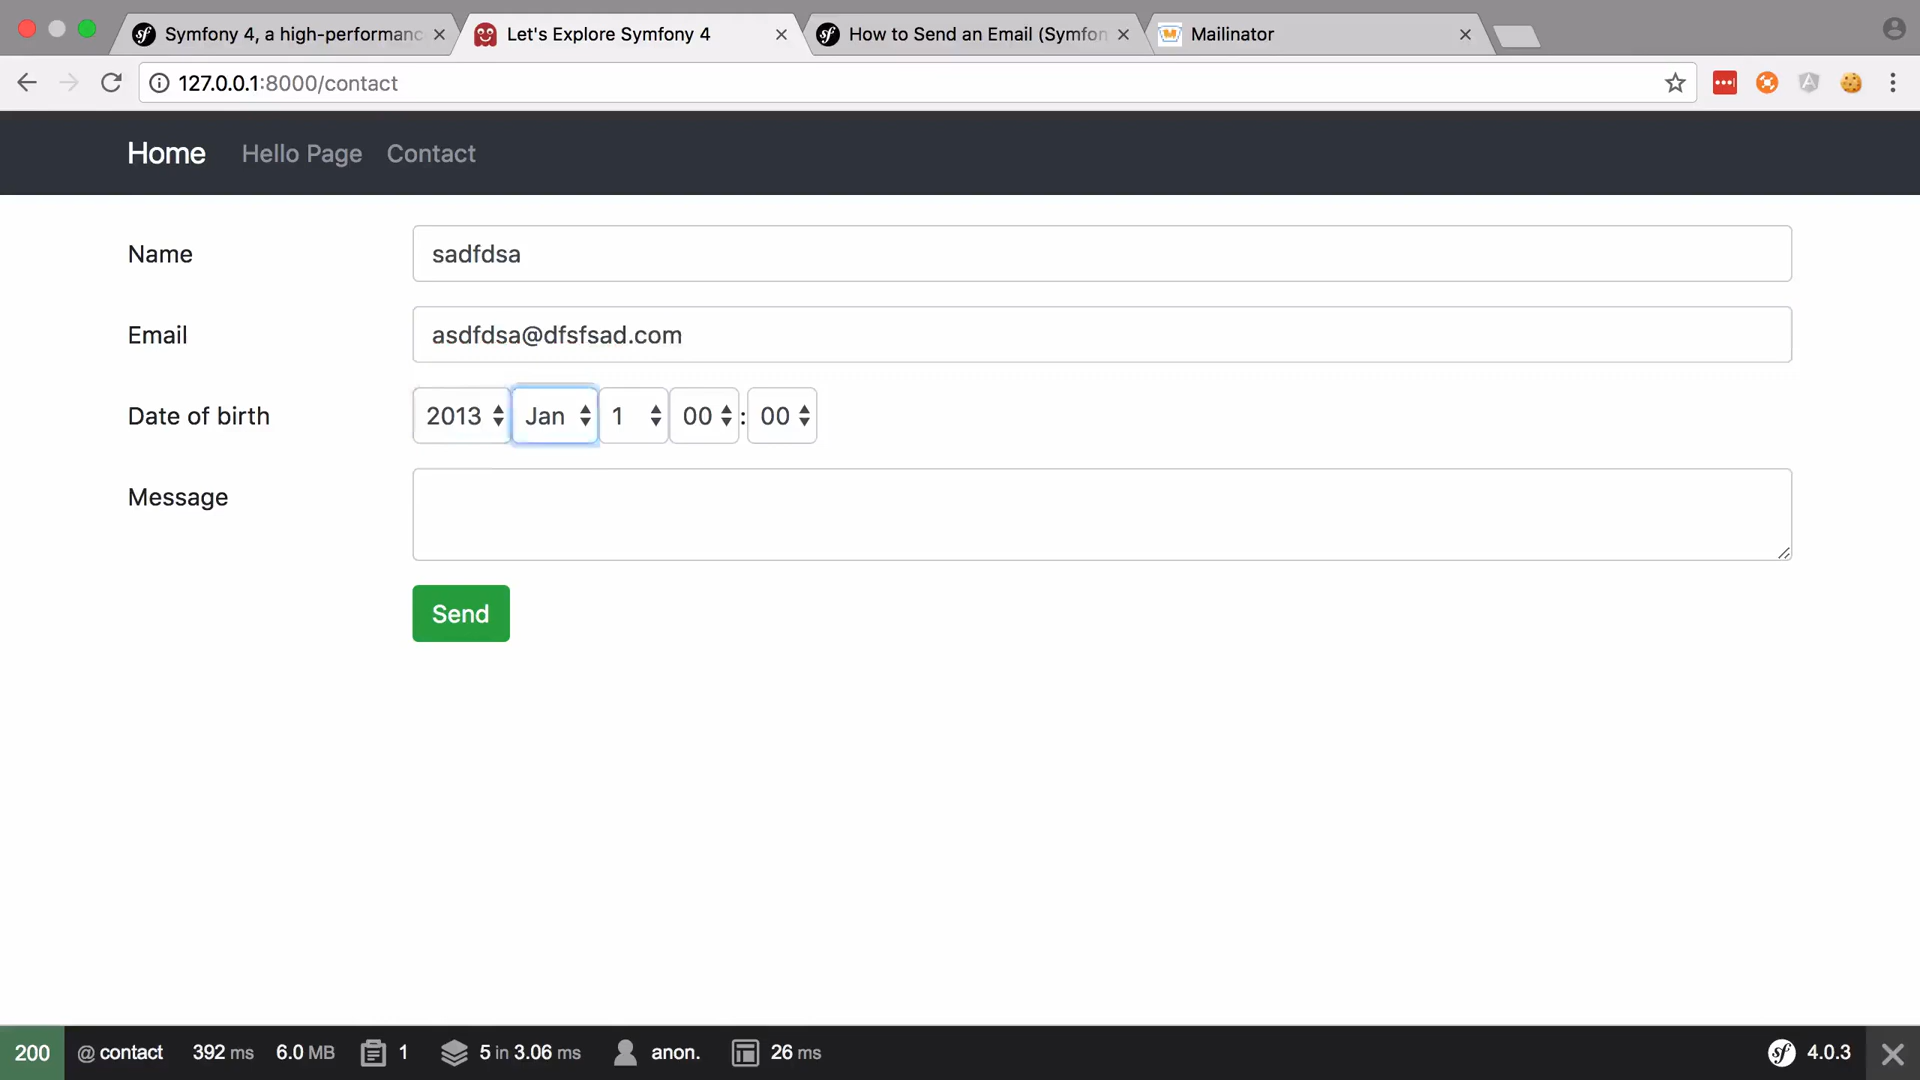 Symfony 4, a high-performanc
Let's Explore Symfony 4
How to Send an Email (Symfon
Mailinator
127.0.0.1:8000/contact
Home Hello Page Contact
Name sadfdsa
Email asdfdsa@dfsfsad.com
Date of birth 2013 Jan 1 00 : 00
Message
Send
200 @ contact 392 ms 6.0 MB 1 5 in 3.06 ms anon. 26 ms sf 4.0.3